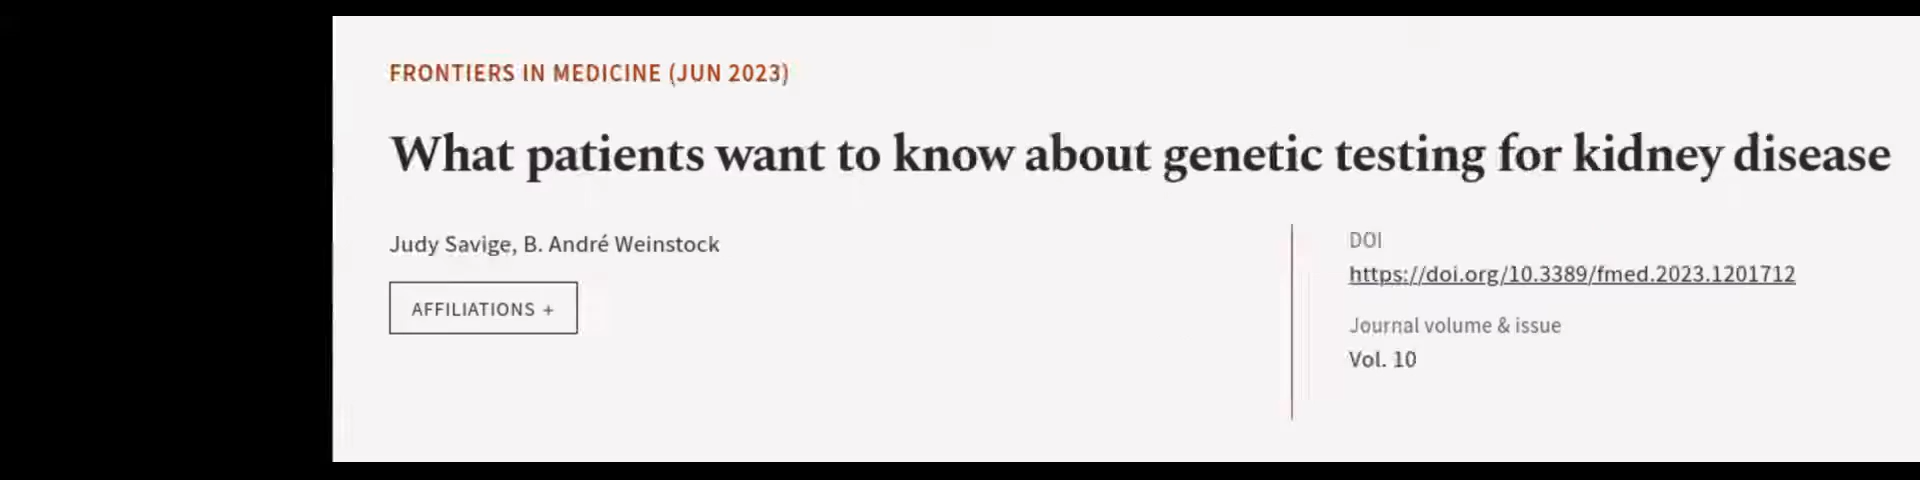 FRONTIERS IN MEDICINE (JUN 2023)
What patients want to know about genetic testing for kidney disease
Judy Savige, B. André Weinstock
AFFILIATIONS +
DOI
https://doi.org/10.3389/fmed.2023.1201712
Journal volume & issue
Vol. 10